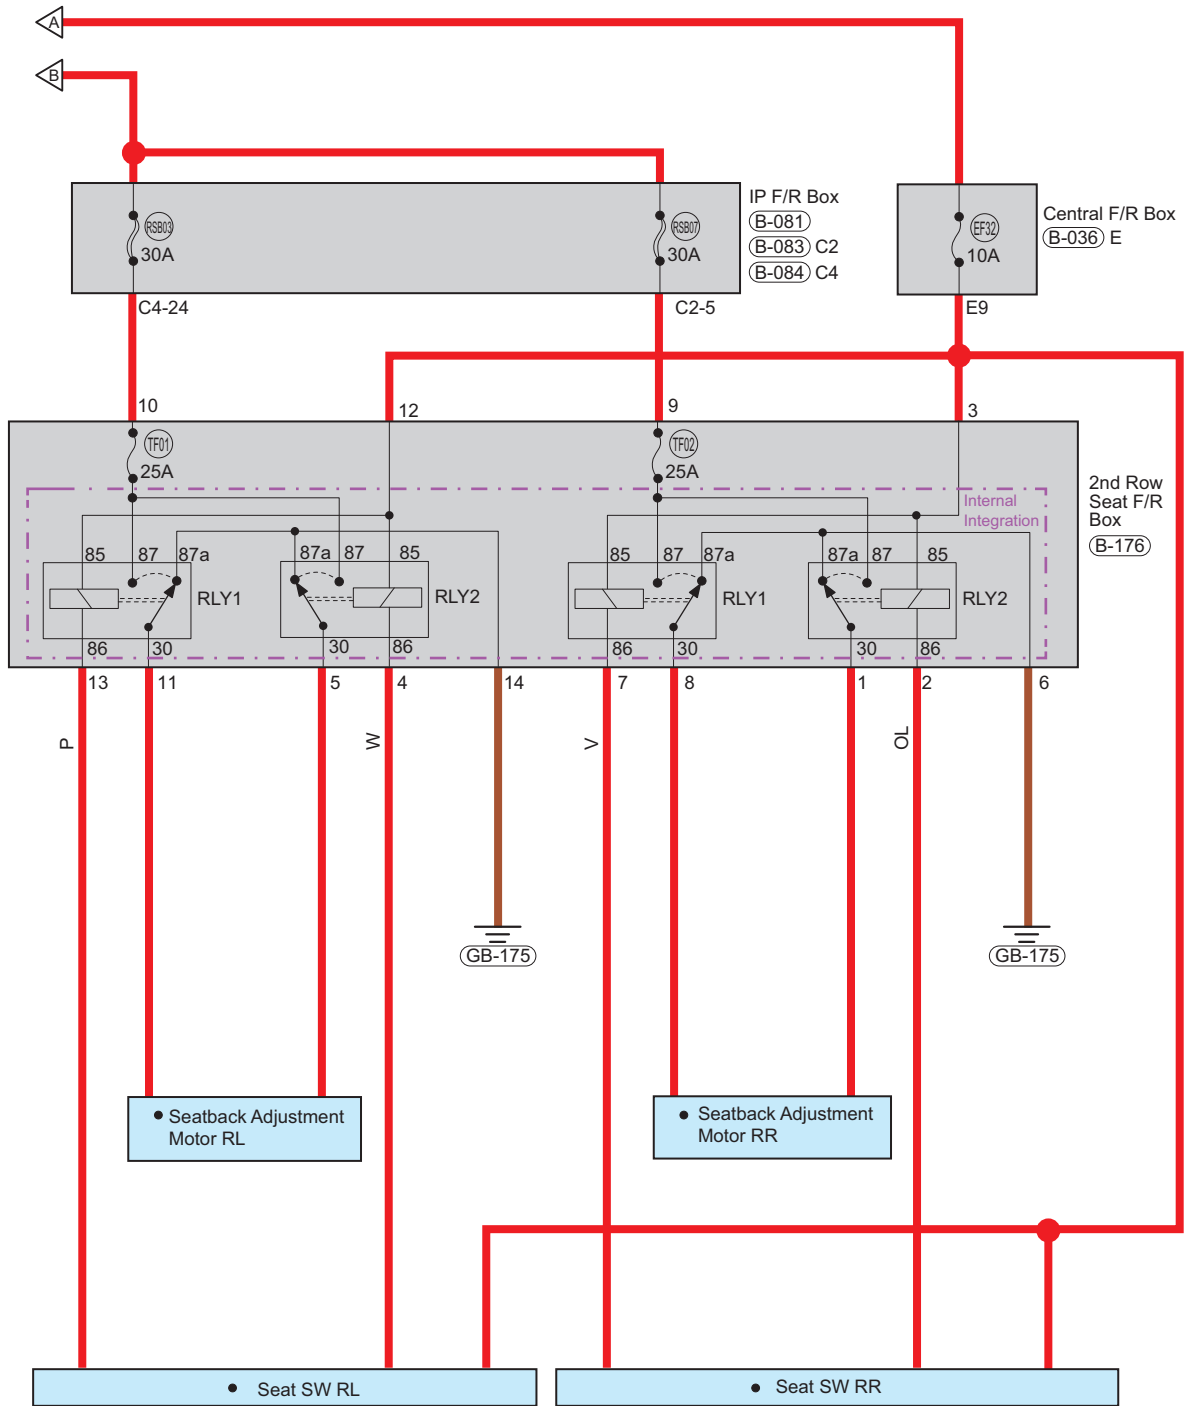 A
B
IP F/R Box
B-081
B-083 C2
B-084 C4
RSB03
30A
RSB07
30A
EF32
10A
Central F/R Box
B-036 E
C4-24
C2-5
E9
10
12
9
3
TF01
25A
TF02
25A
Internal
Integration
2nd Row
Seat F/R
Box
B-176
85
87
87a
87a
87
85
85
87
87a
87a
87
85
RLY1
RLY2
RLY1
RLY2
86
30
30
86
86
30
30
86
13
11
5
4
14
7
8
1
2
6
P
W
V
OL
GB-175
GB-175
Seatback Adjustment
Motor RL
Seatback Adjustment
Motor RR
Seat SW RL
Seat SW RR